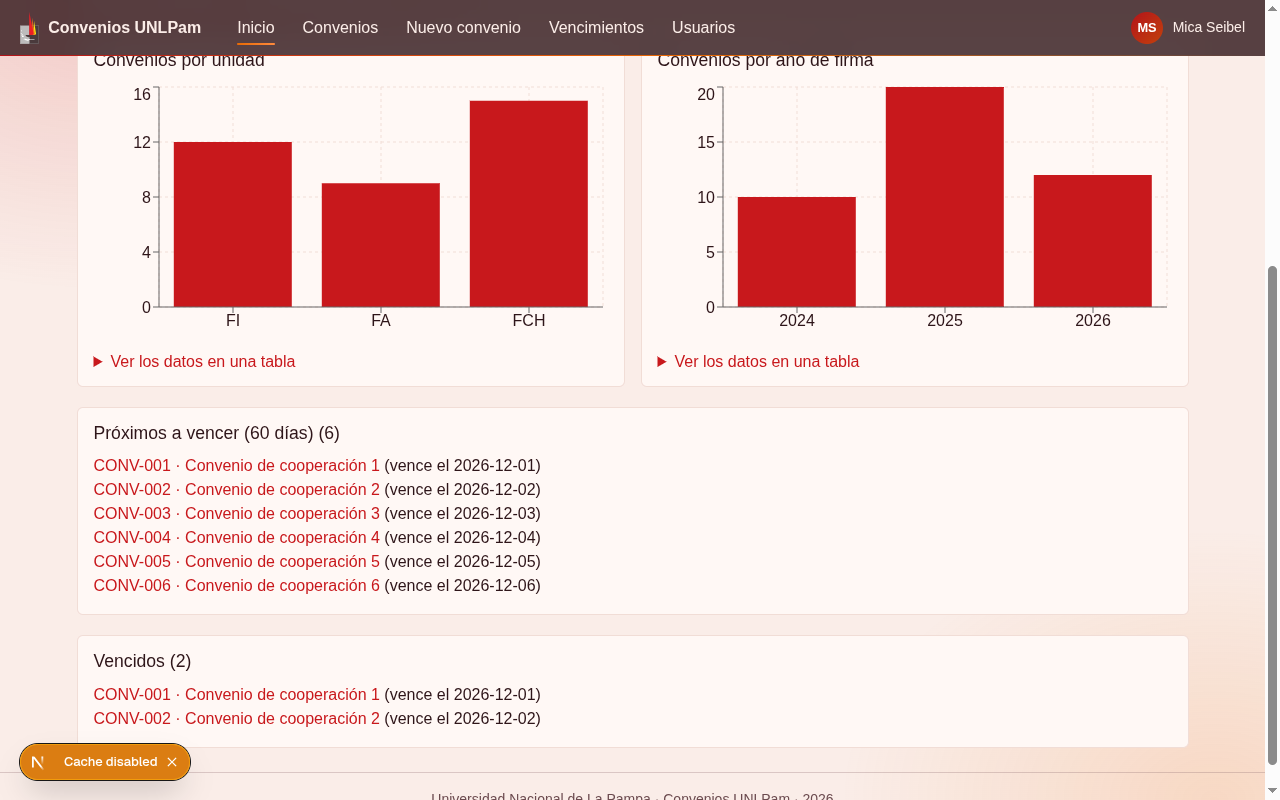 Convenios UNLPam
Inicio
Convenios
Nuevo convenio
Vencimientos
Usuarios
MS
Mica Seibel
Convenios por unidad
16
12
8
4
0
FI
FA
FCH
Ver los datos en una tabla
Convenios por año de firma
20
15
10
5
0
2024
2025
2026
Ver los datos en una tabla
Próximos a vencer (60 días) (6)
CONV-001 · Convenio de cooperación 1 (vence el 2026-12-01)
CONV-002 · Convenio de cooperación 2 (vence el 2026-12-02)
CONV-003 · Convenio de cooperación 3 (vence el 2026-12-03)
CONV-004 · Convenio de cooperación 4 (vence el 2026-12-04)
CONV-005 · Convenio de cooperación 5 (vence el 2026-12-05)
CONV-006 · Convenio de cooperación 6 (vence el 2026-12-06)
Vencidos (2)
CONV-001 · Convenio de cooperación 1 (vence el 2026-12-01)
CONV-002 · Convenio de cooperación 2 (vence el 2026-12-02)
Cache disabled
Universidad Nacional de La Pampa · Convenios UNLPam · 2026